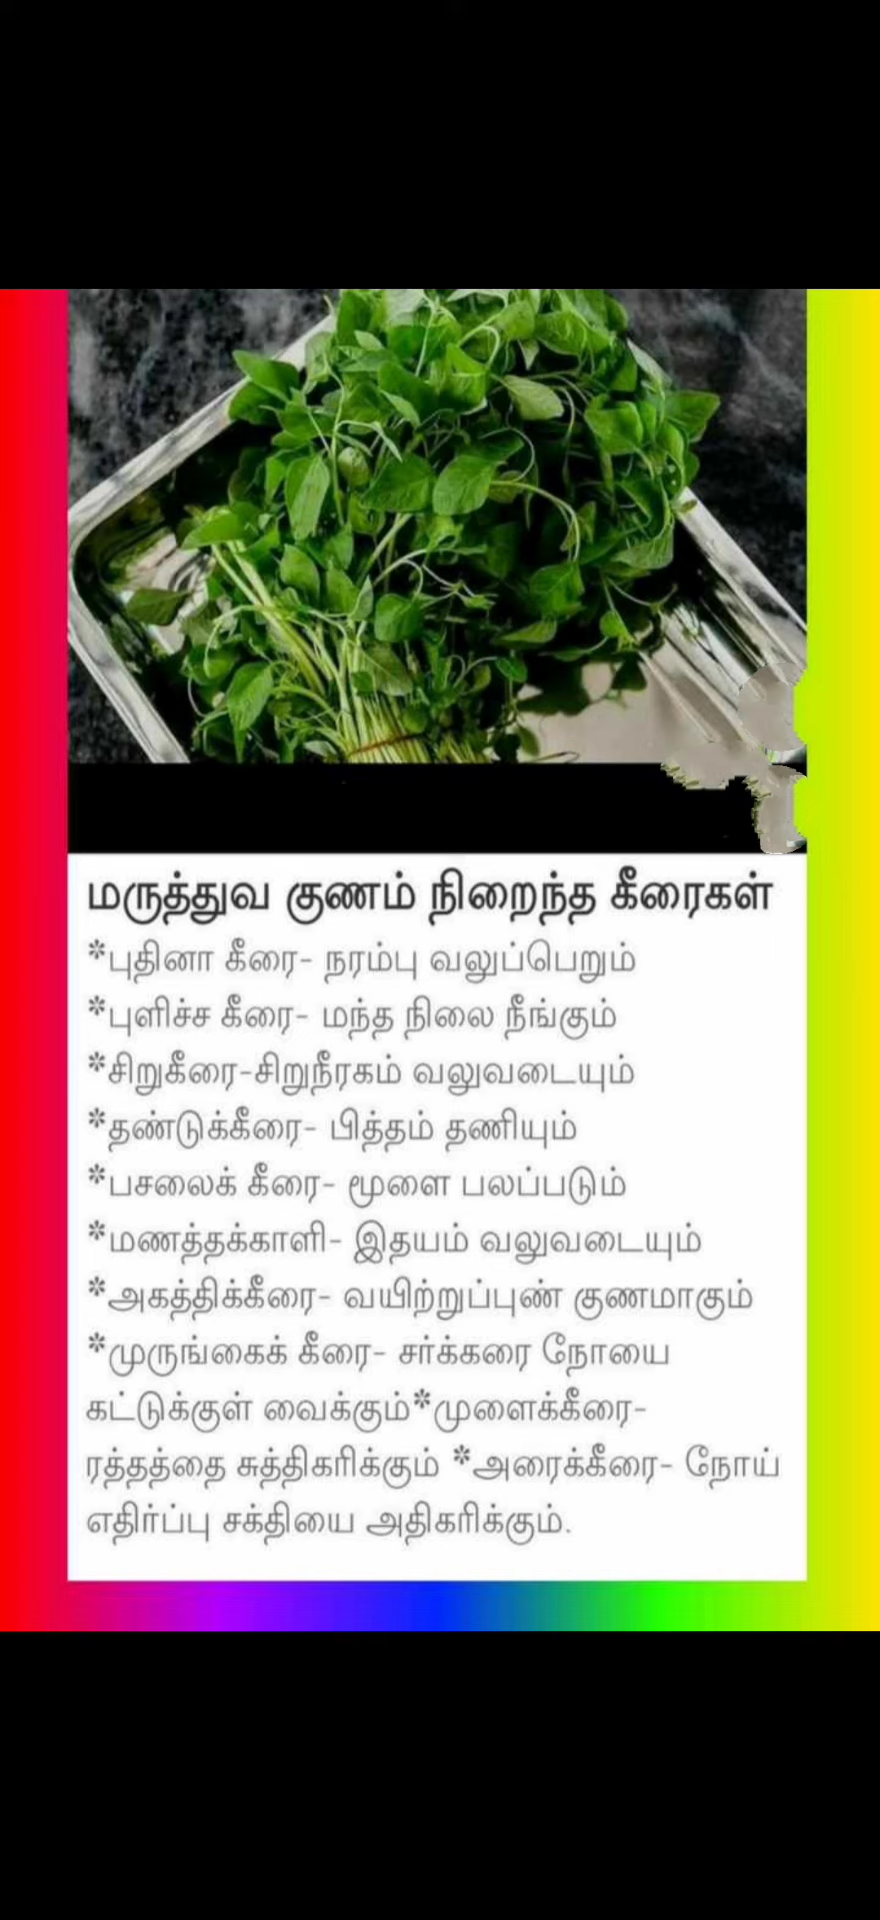 மருத்துவ குணம் நிறைந்த கீரைகள்
*புதினா கீரை- நரம்பு வலுப்பெறும்
*புளிச்ச கீரை- மந்த நிலை நீங்கும்
*சிறுகீரை-சிறுநீரகம் வலுவடையும்
*தண்டுக்கீரை- பித்தம் தணியும்
*பசலைக் கீரை- மூளை பலப்படும்
*மணத்தக்காளி- இதயம் வலுவடையும்
*அகத்திக்கீரை- வயிற்றுப்புண் குணமாகும்
*முருங்கைக் கீரை- சர்க்கரை நோயை
கட்டுக்குள் வைக்கும்*முளைக்கீரை-
ரத்தத்தை சுத்திகரிக்கும் *அரைக்கீரை- நோய்
எதிர்ப்பு சக்தியை அதிகரிக்கும்.